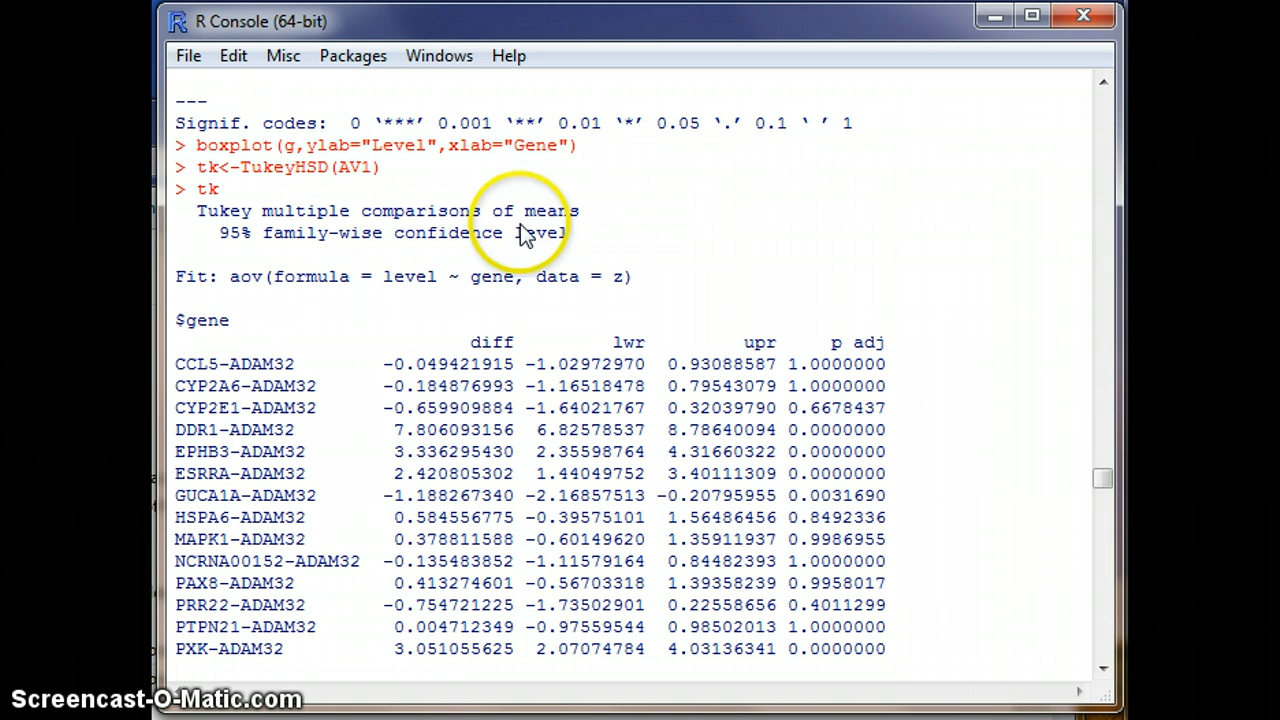 R Console (64-bit)
File Edit Misc Packages Windows Help
---
Signif. codes:  0 ‘***’ 0.001 ‘**’ 0.01 ‘*’ 0.05 ‘.’ 0.1 ‘ ’ 1
> boxplot(g,ylab="Level",xlab="Gene")
> tk<-TukeyHSD(AV1)
> tk
  Tukey multiple comparisons of means
    95% family-wise confidence level
Fit: aov(formula = level ~ gene, data = z)
$gene
diff lwr upr p adj
CCL5-ADAM32 -0.049421915 -1.02972970 0.93088587 1.0000000
CYP2A6-ADAM32 -0.184876993 -1.16518478 0.79543079 1.0000000
CYP2E1-ADAM32 -0.659909884 -1.64021767 0.32039790 0.6678437
DDR1-ADAM32 7.806093156 6.82578537 8.78640094 0.0000000
EPHB3-ADAM32 3.336295430 2.35598764 4.31660322 0.0000000
ESRRA-ADAM32 2.420805302 1.44049752 3.40111309 0.0000000
GUCA1A-ADAM32 -1.188267340 -2.16857513 -0.20795955 0.0031690
HSPA6-ADAM32 0.584556775 -0.39575101 1.56486456 0.8492336
MAPK1-ADAM32 0.378811588 -0.60149620 1.35911937 0.9986955
NCRNA00152-ADAM32 -0.135483852 -1.11579164 0.84482393 1.0000000
PAX8-ADAM32 0.413274601 -0.56703318 1.39358239 0.9958017
PRR22-ADAM32 -0.754721225 -1.73502901 0.22558656 0.4011299
PTPN21-ADAM32 0.004712349 -0.97559544 0.98502013 1.0000000
PXK-ADAM32 3.051055625 2.07074784 4.03136341 0.0000000
Screencast-O-Matic.com